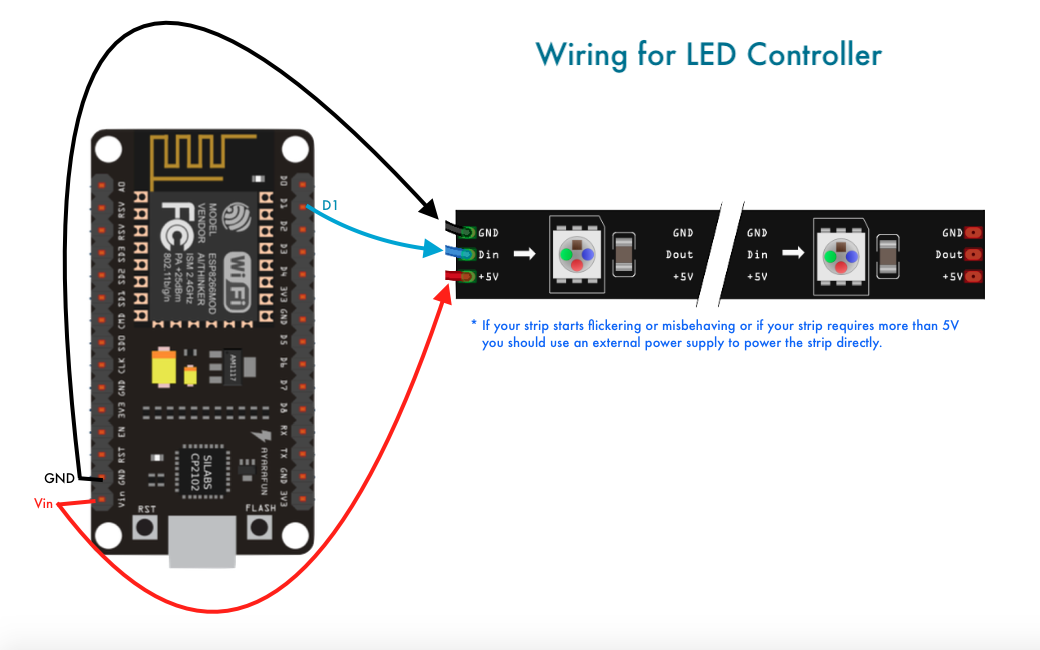 Wiring for LED Controller
A0
RSV
RSV
SD3
SD2
SD1
CMD
SD0
CLK
GND
3V3
EN
RST
GND
Vin
D0
D1
D2
D3
D4
3V3
GND
D5
D6
D7
D8
RX
TX
GND
3V3
MODEL
VENDOR
ESP8266MOD
AI/THINKER
ISM 2.4GHz
PA +25dBm
802.11b/g/n
FC
WiFi
AM1117
SILABS
CP2102
AYARAFUN
RST
FLASH
D1
GND
Vin
GND
Din
+5V
GND
Dout
+5V
GND
Din
+5V
GND
Dout
+5V
* If your strip starts flickering or misbehaving or if your strip requires more than 5V
you should use an external power supply to power the strip directly.